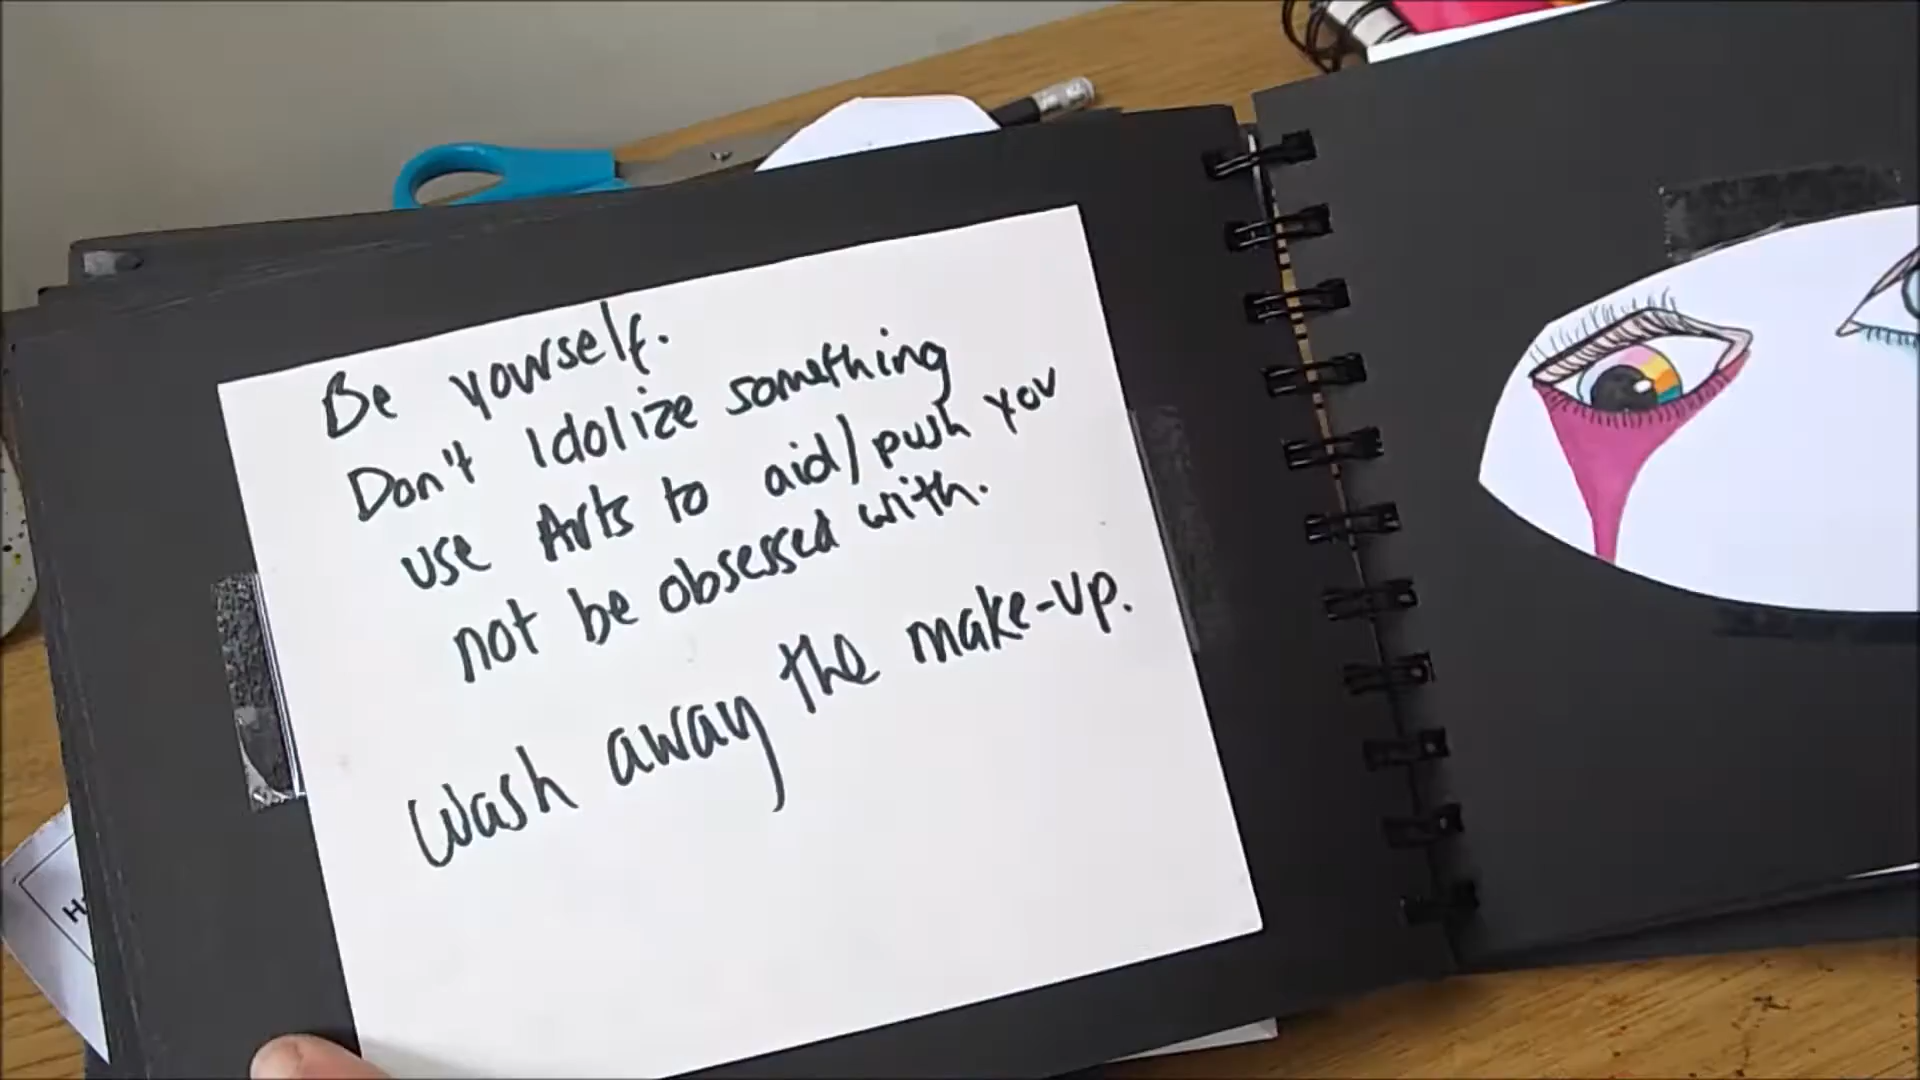 Be yourself.
Don't Idolize something
use Arts to aid/push you
not be obsessed with.
Wash away the make-up.
H